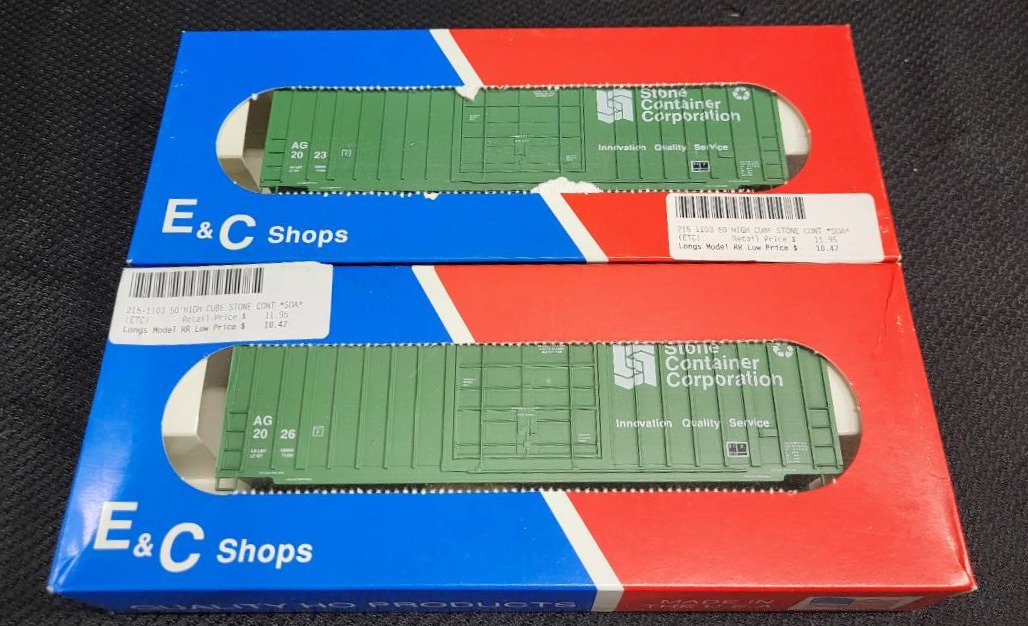 Stone
Container
Corporation
Innovation Quality Service
AG
20 23
E & C Shops
215 1103 50'HIGH CUBE STONE CONT *SOA*
(ETC) Retail Price $ 11.95
Longs Model RR Low Price $ 10.47
215-1103 50'HIGH CUBE STONE CONT *SOA*
(ETC) Retail Price $ 11.95
Longs Model RR Low Price $ 10.47
Stone
Container
Corporation
Innovation Quality Service
AG
20 26
E & C Shops
QUALITY HO PRODUCTS
MADE IN